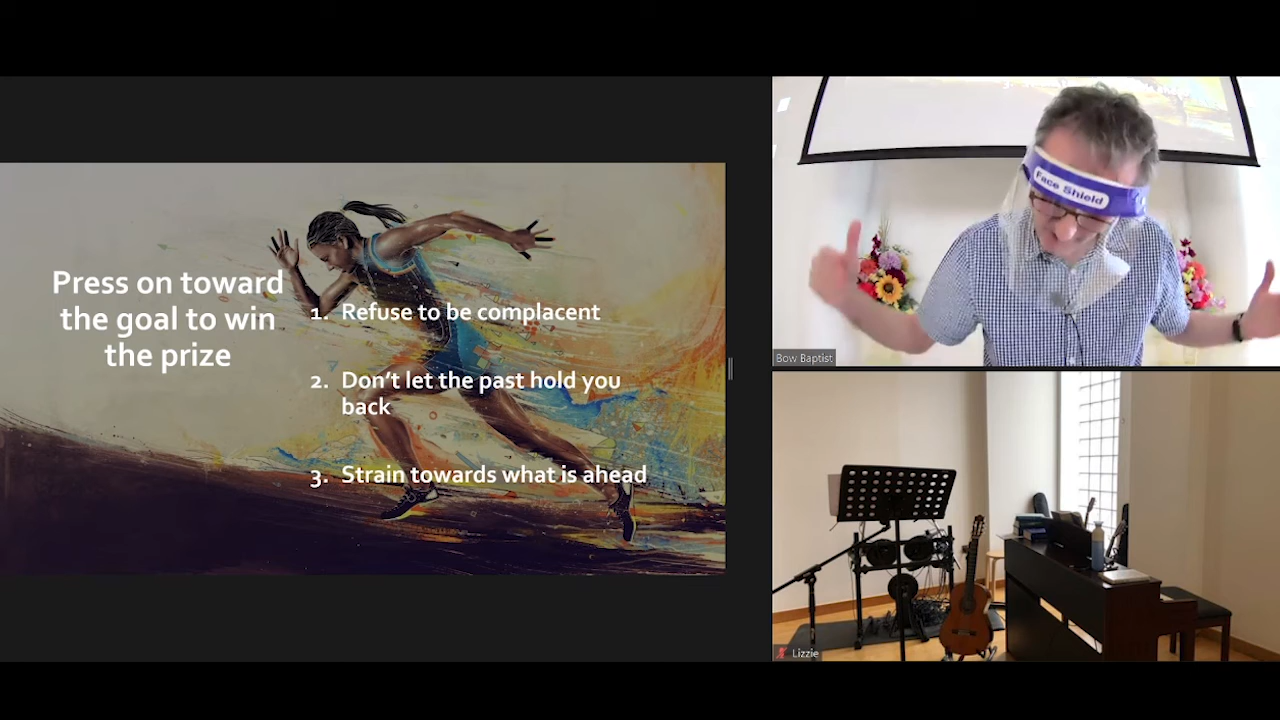 Press on toward
the goal to win
the prize
1. Refuse to be complacent
2. Don't let the past hold you
back
3. Strain towards what is ahead
Face Shield
Bow Baptist
Lizzie